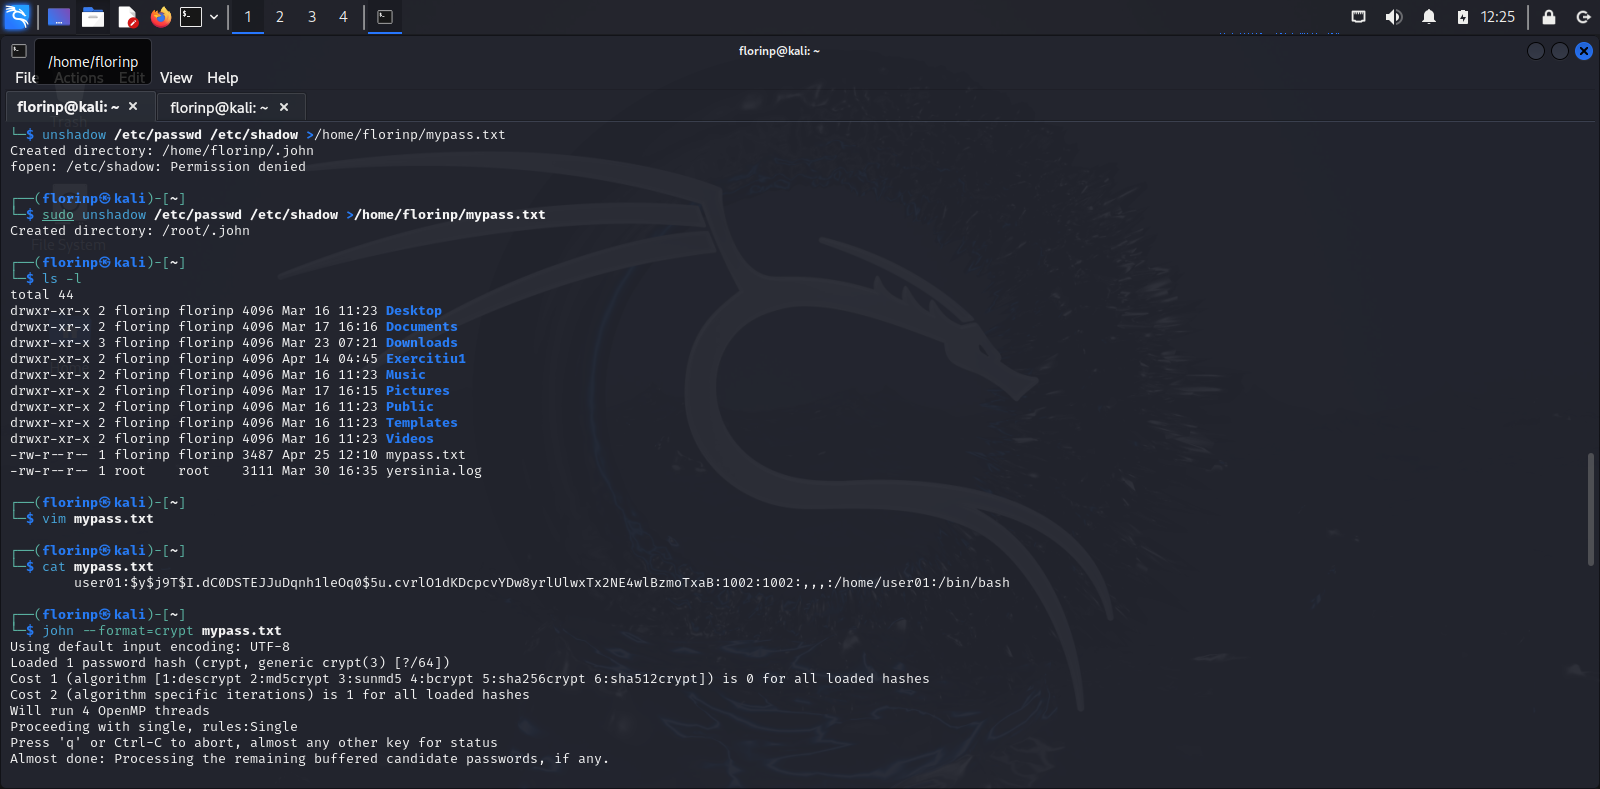 1 2 3 4 12:25
florinp@kali: ~
/home/florinp
File Actions Edit View Help
florinp@kali: ~ × florinp@kali: ~ ×
└─$ unshadow /etc/passwd /etc/shadow >/home/florinp/mypass.txt
Created directory: /home/florinp/.john
fopen: /etc/shadow: Permission denied
┌──(florinp㉿kali)-[~]
└─$ sudo unshadow /etc/passwd /etc/shadow >/home/florinp/mypass.txt
Created directory: /root/.john
File System
┌──(florinp㉿kali)-[~]
└─$ ls -l
total 44
drwxr-xr-x 2 florinp florinp 4096 Mar 16 11:23 Desktop
drwxr-xr-x 2 florinp florinp 4096 Mar 17 16:16 Documents
drwxr-xr-x 3 florinp florinp 4096 Mar 23 07:21 Downloads
drwxr-xr-x 2 florinp florinp 4096 Apr 14 04:45 Exercitiu1
drwxr-xr-x 2 florinp florinp 4096 Mar 16 11:23 Music
drwxr-xr-x 2 florinp florinp 4096 Mar 17 16:15 Pictures
drwxr-xr-x 2 florinp florinp 4096 Mar 16 11:23 Public
drwxr-xr-x 2 florinp florinp 4096 Mar 16 11:23 Templates
drwxr-xr-x 2 florinp florinp 4096 Mar 16 11:23 Videos
-rw-r--r-- 1 florinp florinp 3487 Apr 25 12:10 mypass.txt
-rw-r--r-- 1 root root 3111 Mar 30 16:35 yersinia.log
┌──(florinp㉿kali)-[~]
└─$ vim mypass.txt
┌──(florinp㉿kali)-[~]
└─$ cat mypass.txt
user01:$y$j9T$I.dC0DSTEJJuDqnh1leOq0$5u.cvrlO1dKDcpcvYDw8yrlUlwxTx2NE4wlBzmoTxaB:1002:1002:,,,:/home/user01:/bin/bash
┌──(florinp㉿kali)-[~]
└─$ john --format=crypt mypass.txt
Using default input encoding: UTF-8
Loaded 1 password hash (crypt, generic crypt(3) [?/64])
Cost 1 (algorithm [1:descrypt 2:md5crypt 3:sunmd5 4:bcrypt 5:sha256crypt 6:sha512crypt]) is 0 for all loaded hashes
Cost 2 (algorithm specific iterations) is 1 for all loaded hashes
Will run 4 OpenMP threads
Proceeding with single, rules:Single
Press 'q' or Ctrl-C to abort, almost any other key for status
Almost done: Processing the remaining buffered candidate passwords, if any.